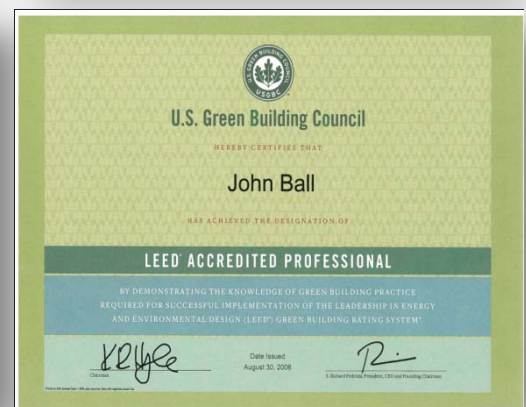 U.S. GREEN BUILDING COUNCIL
USGBC
U.S. Green Building Council
HEREBY CERTIFIES THAT
John Ball
HAS ACHIEVED THE DESIGNATION OF
LEED® ACCREDITED PROFESSIONAL
BY DEMONSTRATING THE KNOWLEDGE OF GREEN BUILDING PRACTICE
REQUIRED FOR SUCCESSFUL IMPLEMENTATION OF THE LEADERSHIP IN ENERGY
AND ENVIRONMENTAL DESIGN (LEED®) GREEN BUILDING RATING SYSTEM™
Date Issued
August 30, 2008
Chairman
S. Richard Fedrizzi, President, CEO and Founding Chairman